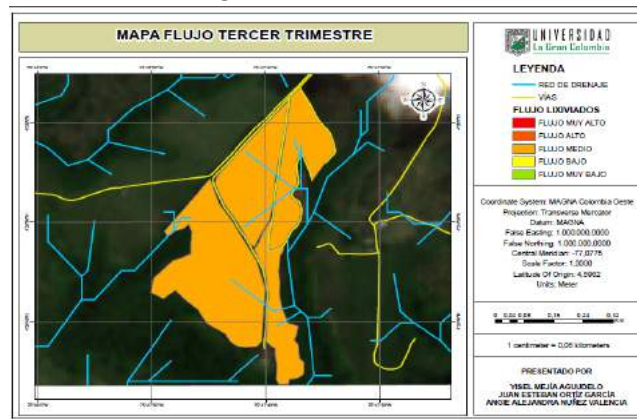 MAPA FLUJO TERCER TRIMESTRE
UNIVERSIDAD
La Gran Colombia
LEYENDA
RED DE DRENAJE
VÍAS
FLUJO LIXIVIADOS
FLUJO MUY ALTO
FLUJO ALTO
FLUJO MEDIO
FLUJO BAJO
FLUJO MUY BAJO
Coordinate System: MAGNA Colombia Oeste
Projection: Transverse Mercator
Datum: MAGNA
False Easting: 1.000.000,0000
False Northing: 1.000.000,0000
Central Meridian: -77,0775
Scale Factor: 1,0000
Latitude Of Origin: 4,5962
Units: Meter
1 centimeter = 0,06 kilometers
PRESENTADO POR
YISEL MEJÍA AGUDELO
JUAN ESTEBAN ORTÍZ GARCÍA
ANGIE ALEJANDRA NUÑEZ VALENCIA